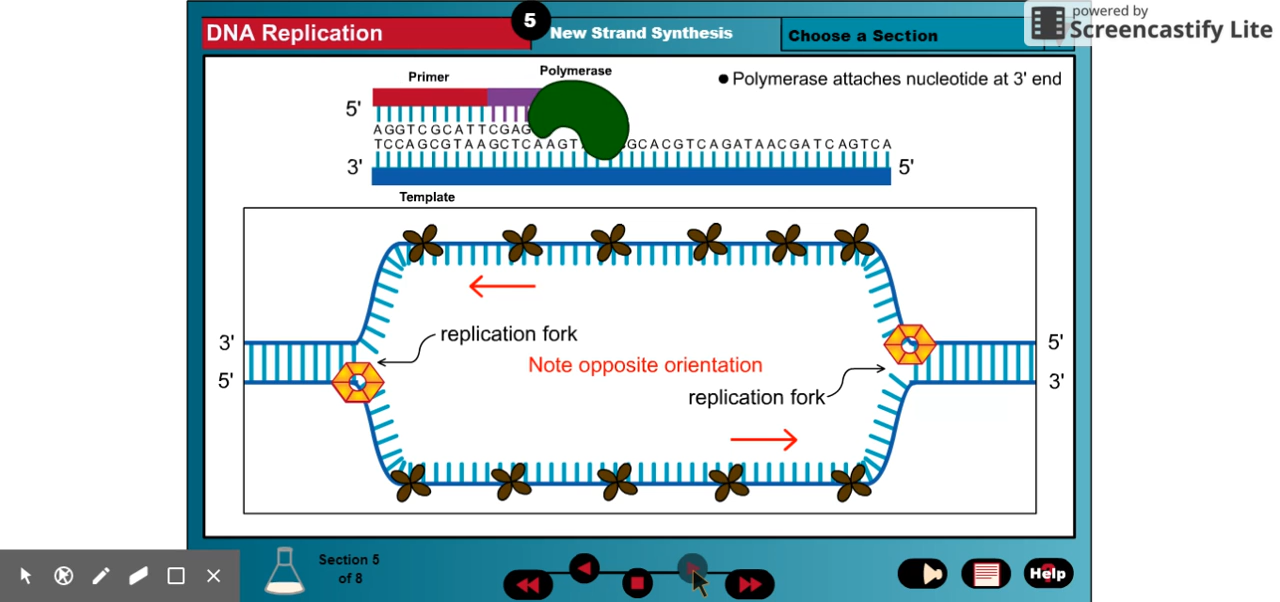 powered by
Screencastify Lite
DNA Replication
5
New Strand Synthesis
Choose a Section
Primer
Polymerase
● Polymerase attaches nucleotide at 3' end
5'
AGGTCGCATTCGAG
TCCAGCGTAAGCTCAAGT GCACGTCAGATAACGATCAGTCA
3'
5'
Template
replication fork
3'
5'
Note opposite orientation
5'
3'
replication fork
Section 5
of 8
Help